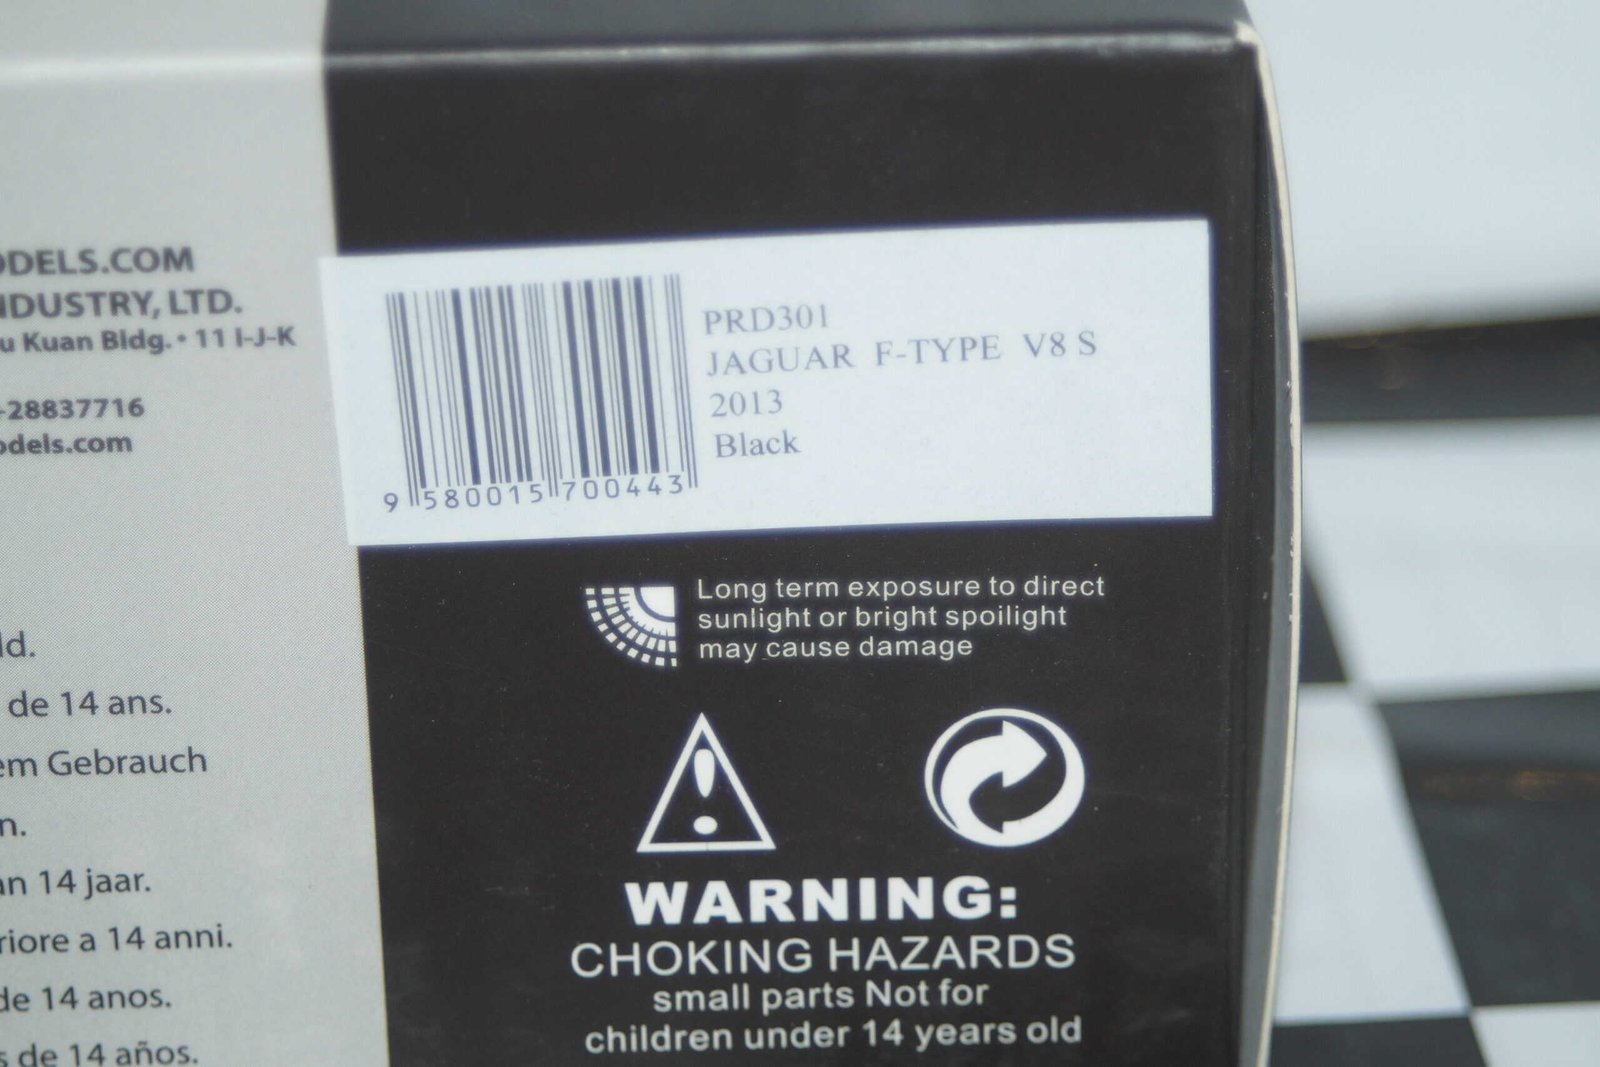 ODELS.COM
NDUSTRY, LTD.
u Kuan Bldg. • 11 I-J-K
-28837716
odels.com
ld.
de 14 ans.
em Gebrauch
n.
an 14 jaar.
riore a 14 anni.
de 14 anos.
s de 14 años.
PRD301
JAGUAR F-TYPE V8 S
2013
Black
9 580015 700443
Long term exposure to direct
sunlight or bright spoilight
may cause damage
WARNING:
CHOKING HAZARDS
small parts Not for
children under 14 years old